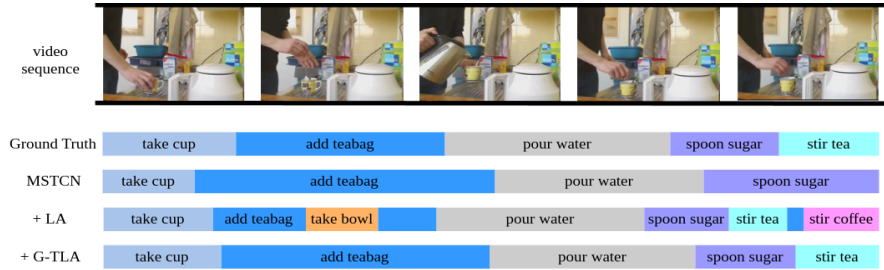 video
sequence
Ground Truth take cup add teabag pour water spoon sugar stir tea
MSTCN take cup add teabag pour water spoon sugar
+ LA take cup add teabag take bowl pour water spoon sugar stir tea stir coffee
+ G-TLA take cup add teabag pour water spoon sugar stir tea